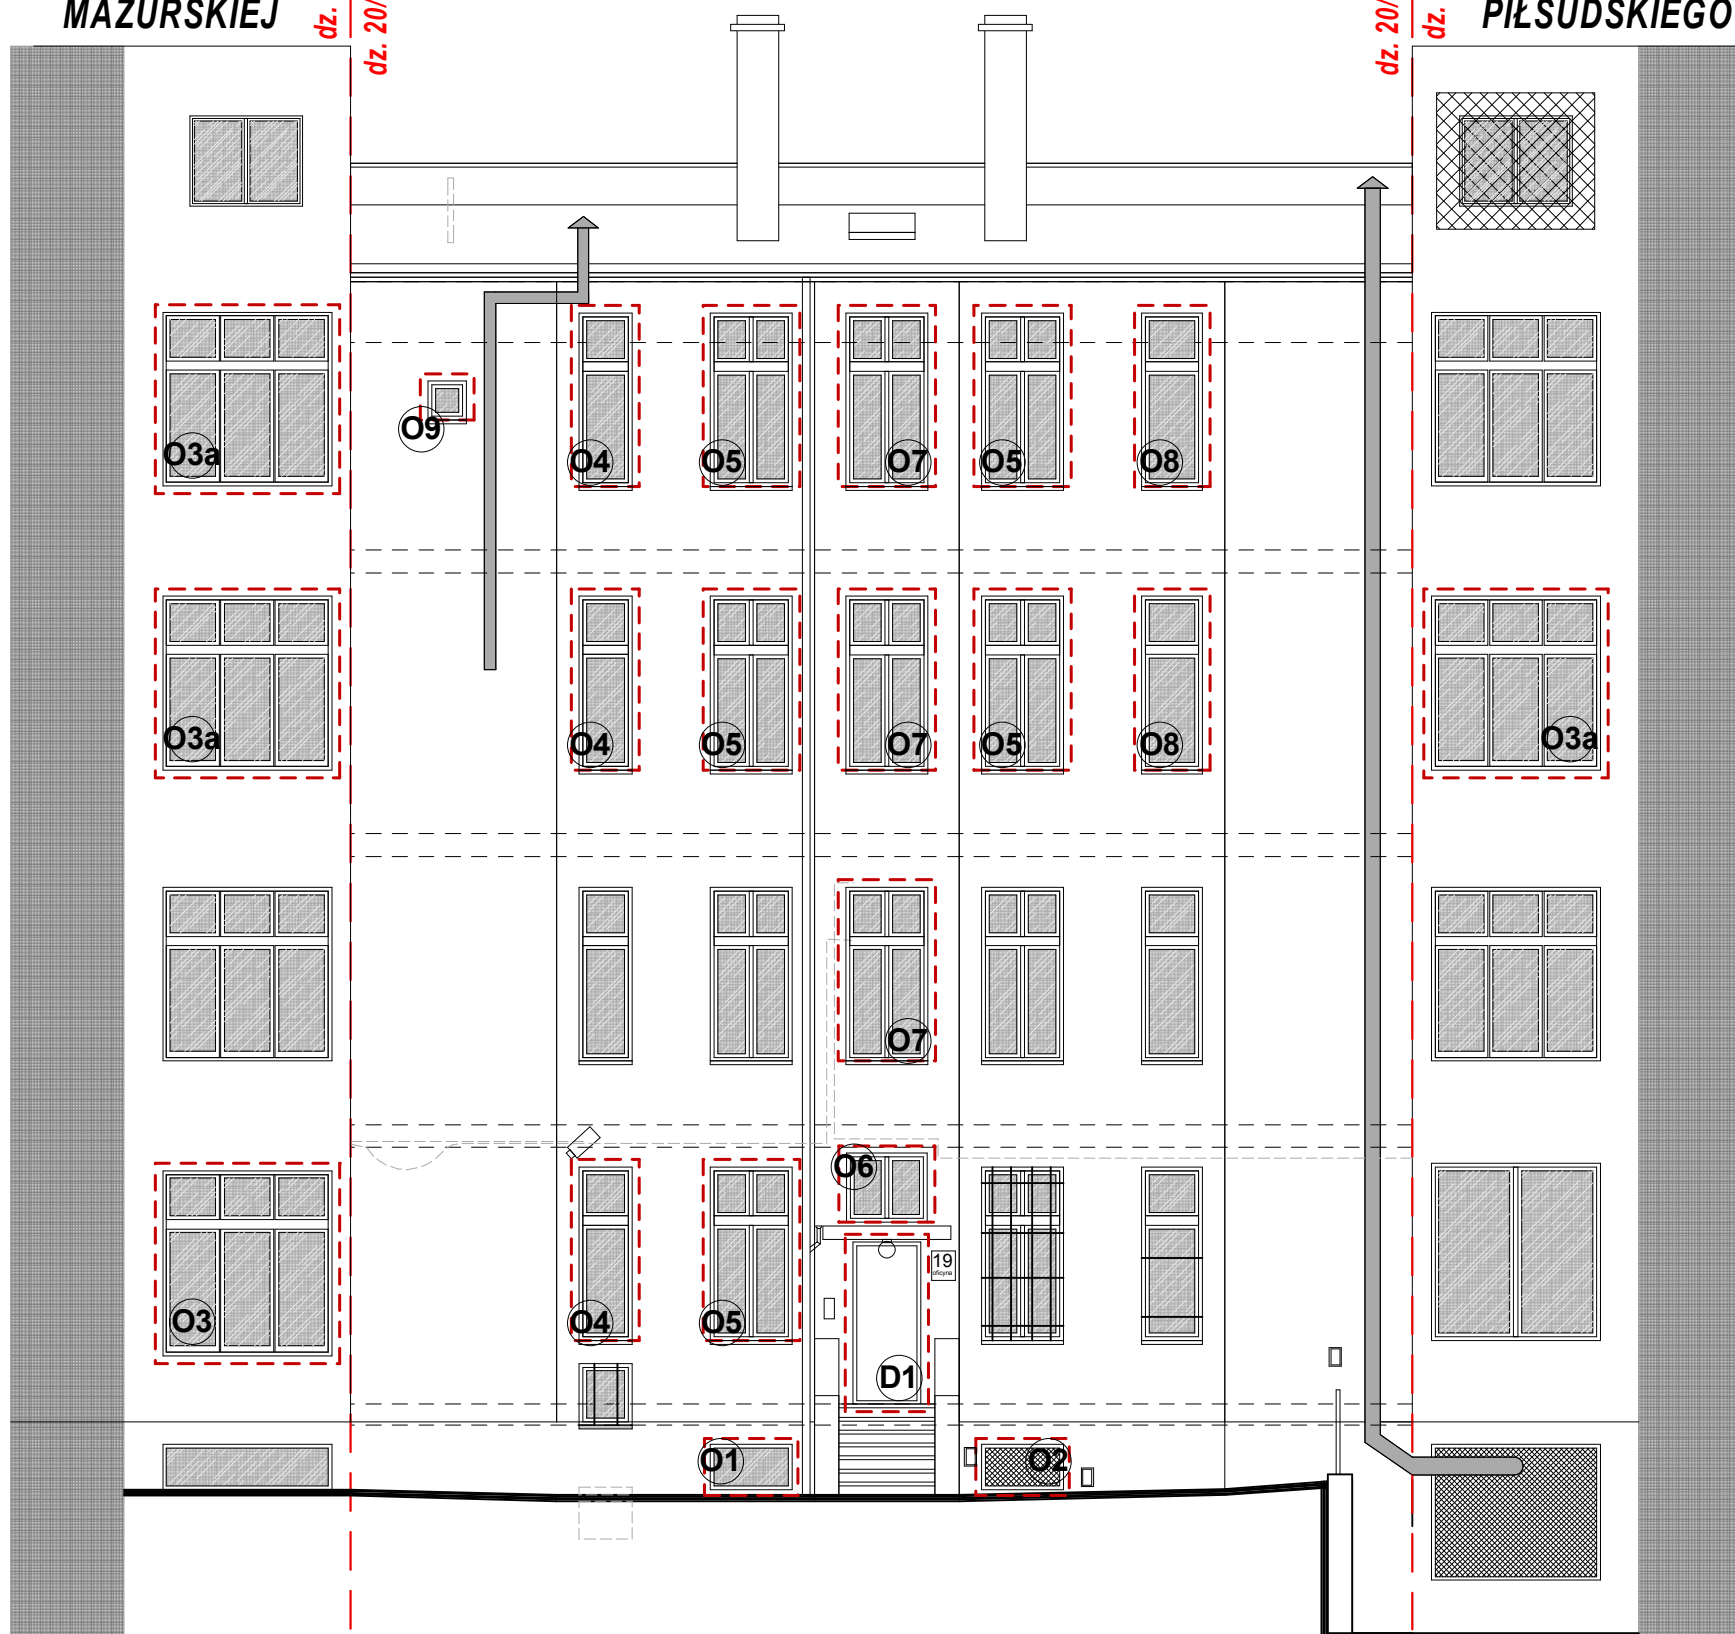 MAZURSKIEJ
dz.
dz. 20/
dz. 20/
dz.
PIŁSUDSKIEGO
O3a
O9
O4
O5
O7
O5
O8
O3a
O4
O5
O7
O5
O8
O3a
O7
O6
19
oficyna
O3
O4
O5
D1
O1
O2